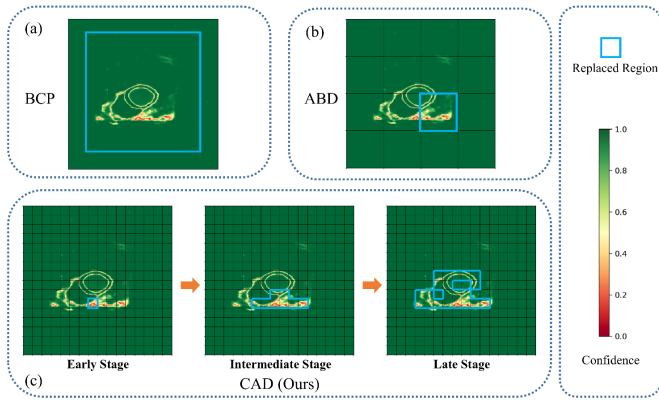 (a)
BCP
(b)
ABD
Replaced Region
1.0
0.8
0.6
0.4
0.2
0.0
Confidence
Early Stage
Intermediate Stage
Late Stage
(c)
CAD (Ours)